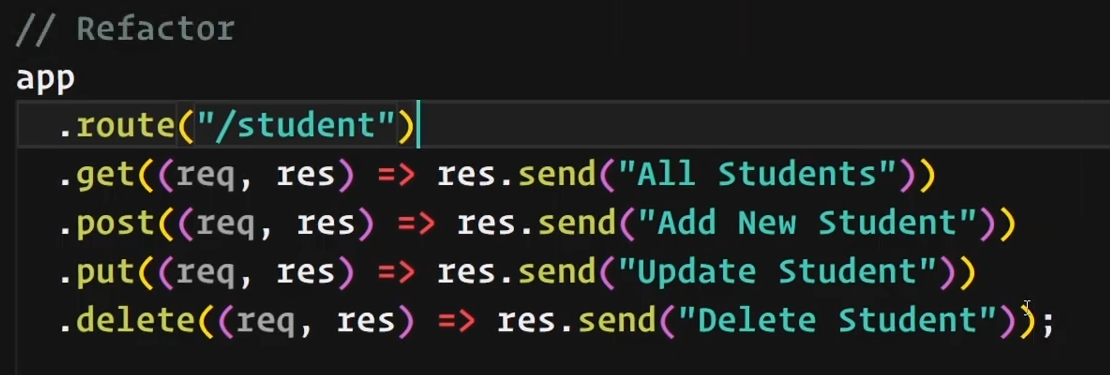 // Refactor
app
.route("/student")
.get((req, res) => res.send("All Students"))
.post((req, res) => res.send("Add New Student"))
.put((req, res) => res.send("Update Student"))
.delete((req, res) => res.send("Delete Student"));